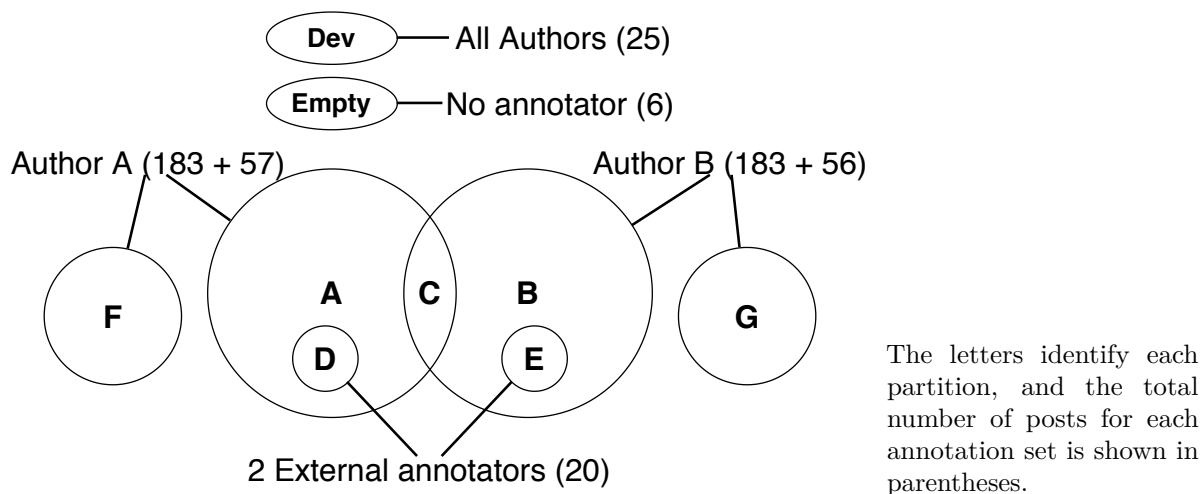 Dev
All Authors (25)
Empty
No annotator (6)
Author A (183 + 57)
Author B (183 + 56)
F
A
C
B
G
D
E
2 External annotators (20)
The letters identify each
partition, and the total
number of posts for each
annotation set is shown in
parentheses.